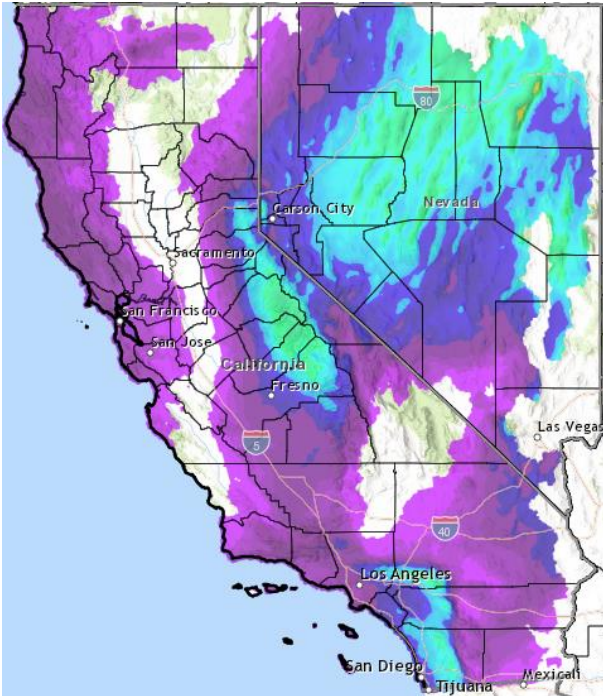 80
Nevada
Carson City
Sacramento
San Francisco
San Jose
California
Fresno
5
Las Vegas
40
Los Angeles
San Diego
Tijuana
Mexicali